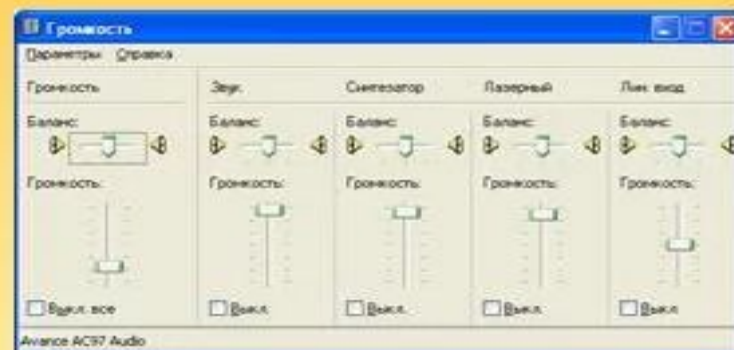 Громкость
Параметры Справка
Громкость Звук Синтезатор Лазерный Лин. вход
Баланс: Баланс: Баланс: Баланс: Баланс:
Громкость: Громкость: Громкость: Громкость: Громкость:
Выкл. все Выкл. Выкл. Выкл. Выкл.
Avance AC97 Audio